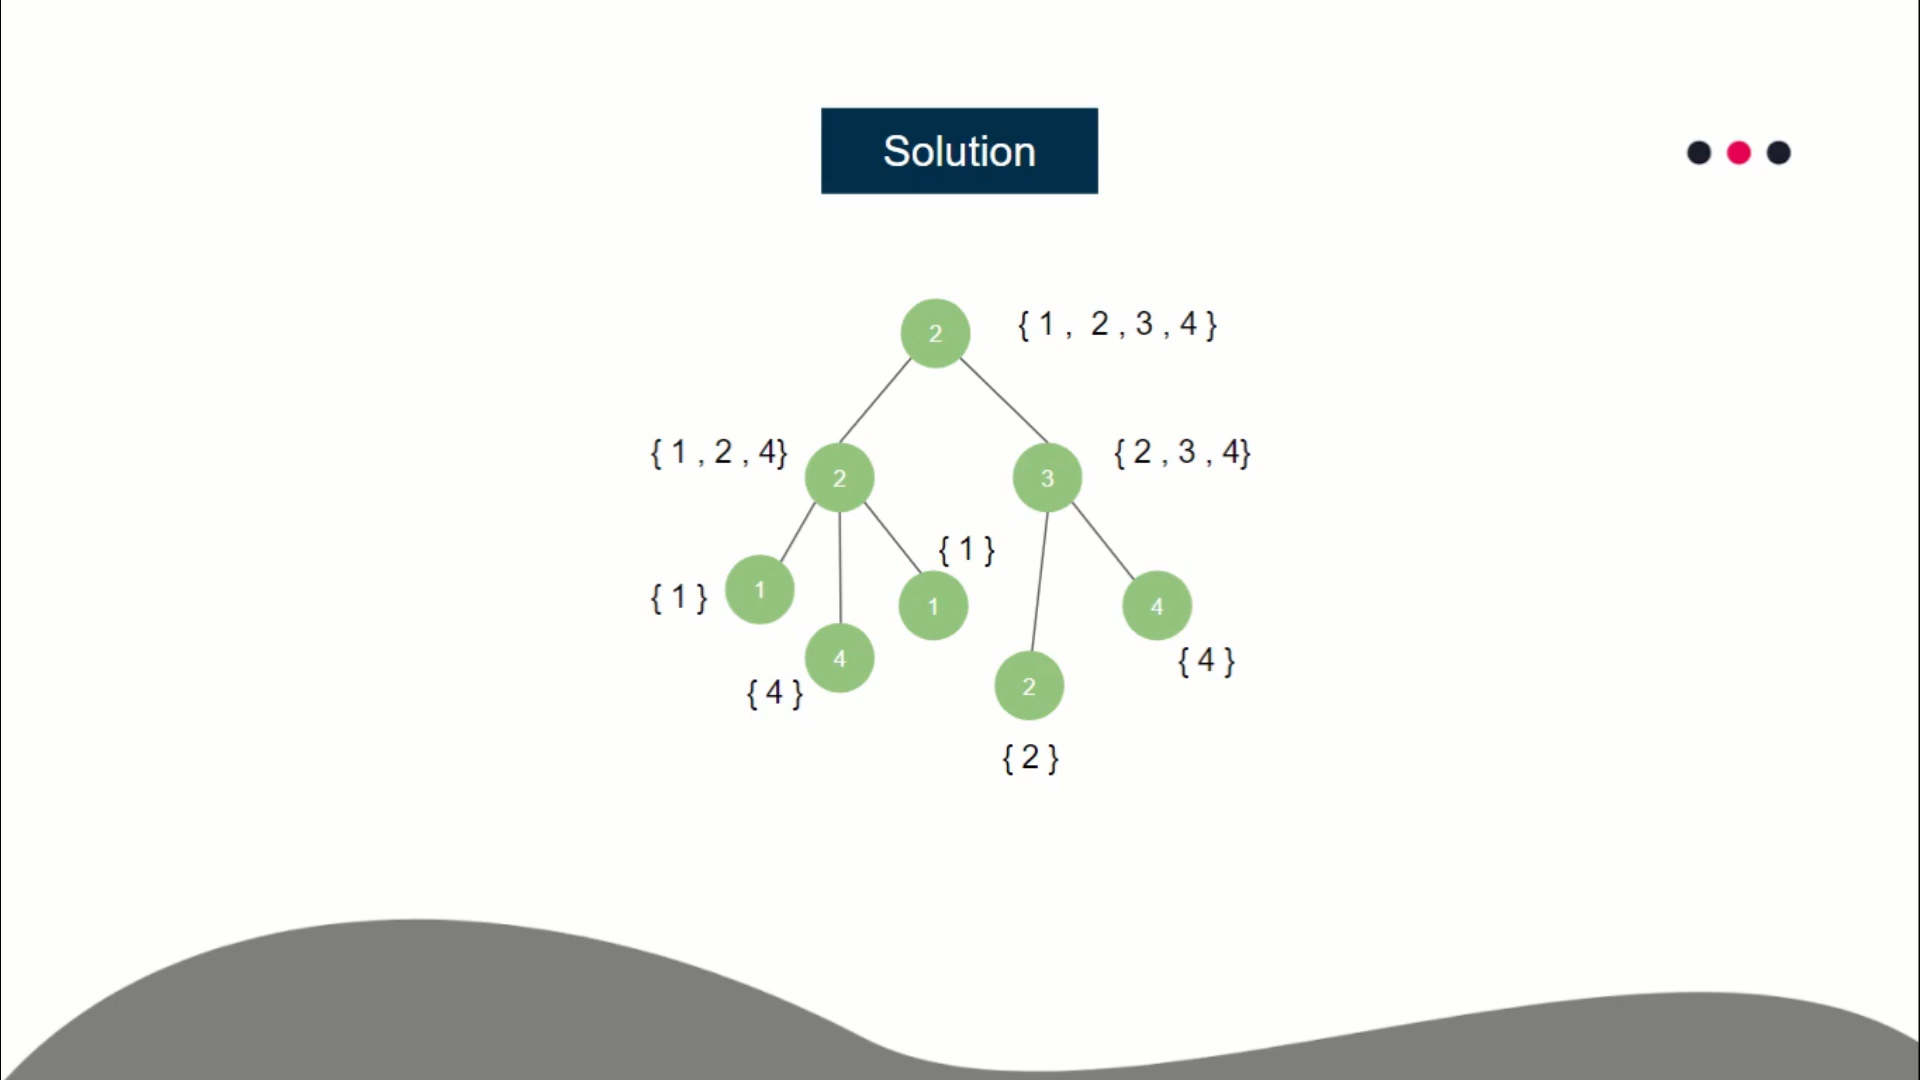 Solution
2
{ 1 , 2 , 3 , 4 }
{ 1 , 2 , 4}
2
3
{ 2 , 3 , 4}
{ 1 }
{ 1 }
1
1
4
4
{ 4 }
{ 4 }
2
{ 2 }